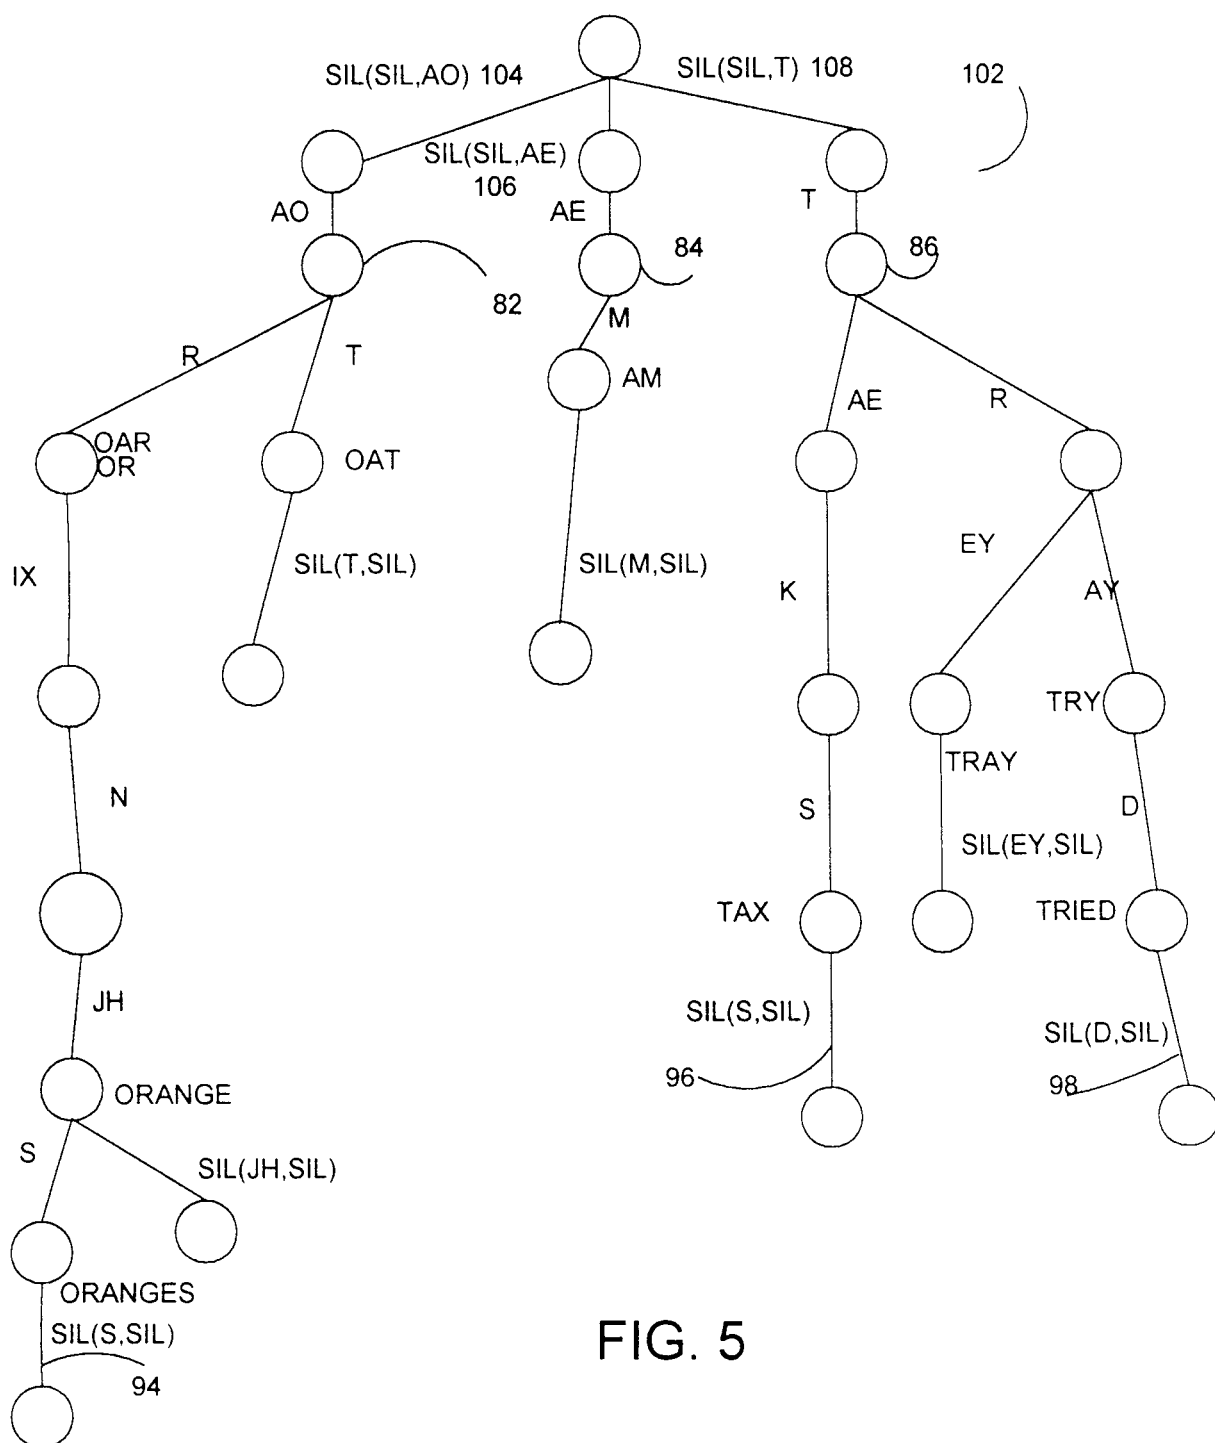 SIL(SIL,AO) 104
SIL(SIL,T) 108
102
SIL(SIL,AE)
106
AO
AE
T
82
84
86
R
T
M
AM
AE
R
OAR
OR
OAT
IX
SIL(T,SIL)
SIL(M,SIL)
K
EY
AY
TRY
TRAY
N
S
D
SIL(EY,SIL)
TAX
TRIED
JH
SIL(S,SIL)
SIL(D,SIL)
96
98
ORANGE
S
SIL(JH,SIL)
ORANGES
SIL(S,SIL)
94
FIG. 5